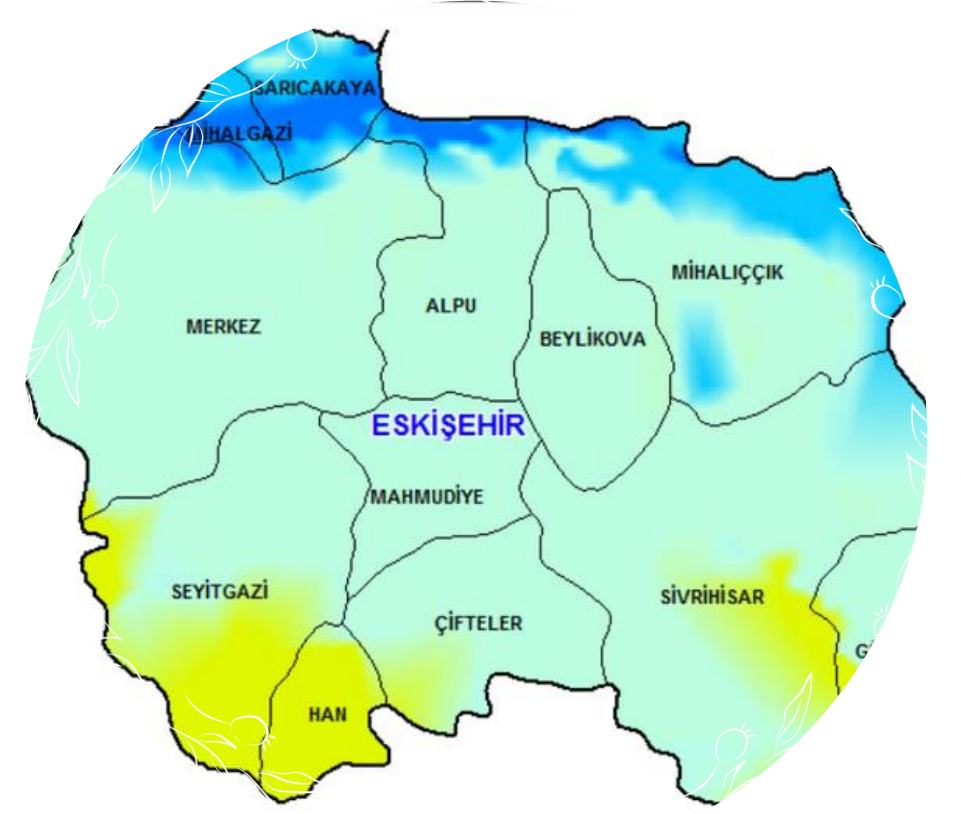 SARICAKAYA
MİHALGAZİ
MİHALIÇÇIK
ALPU
MERKEZ
BEYLİKOVA
ESKİŞEHİR
MAHMUDİYE
SEYİTGAZİ
SİVRİHİSAR
ÇİFTELER
G
HAN